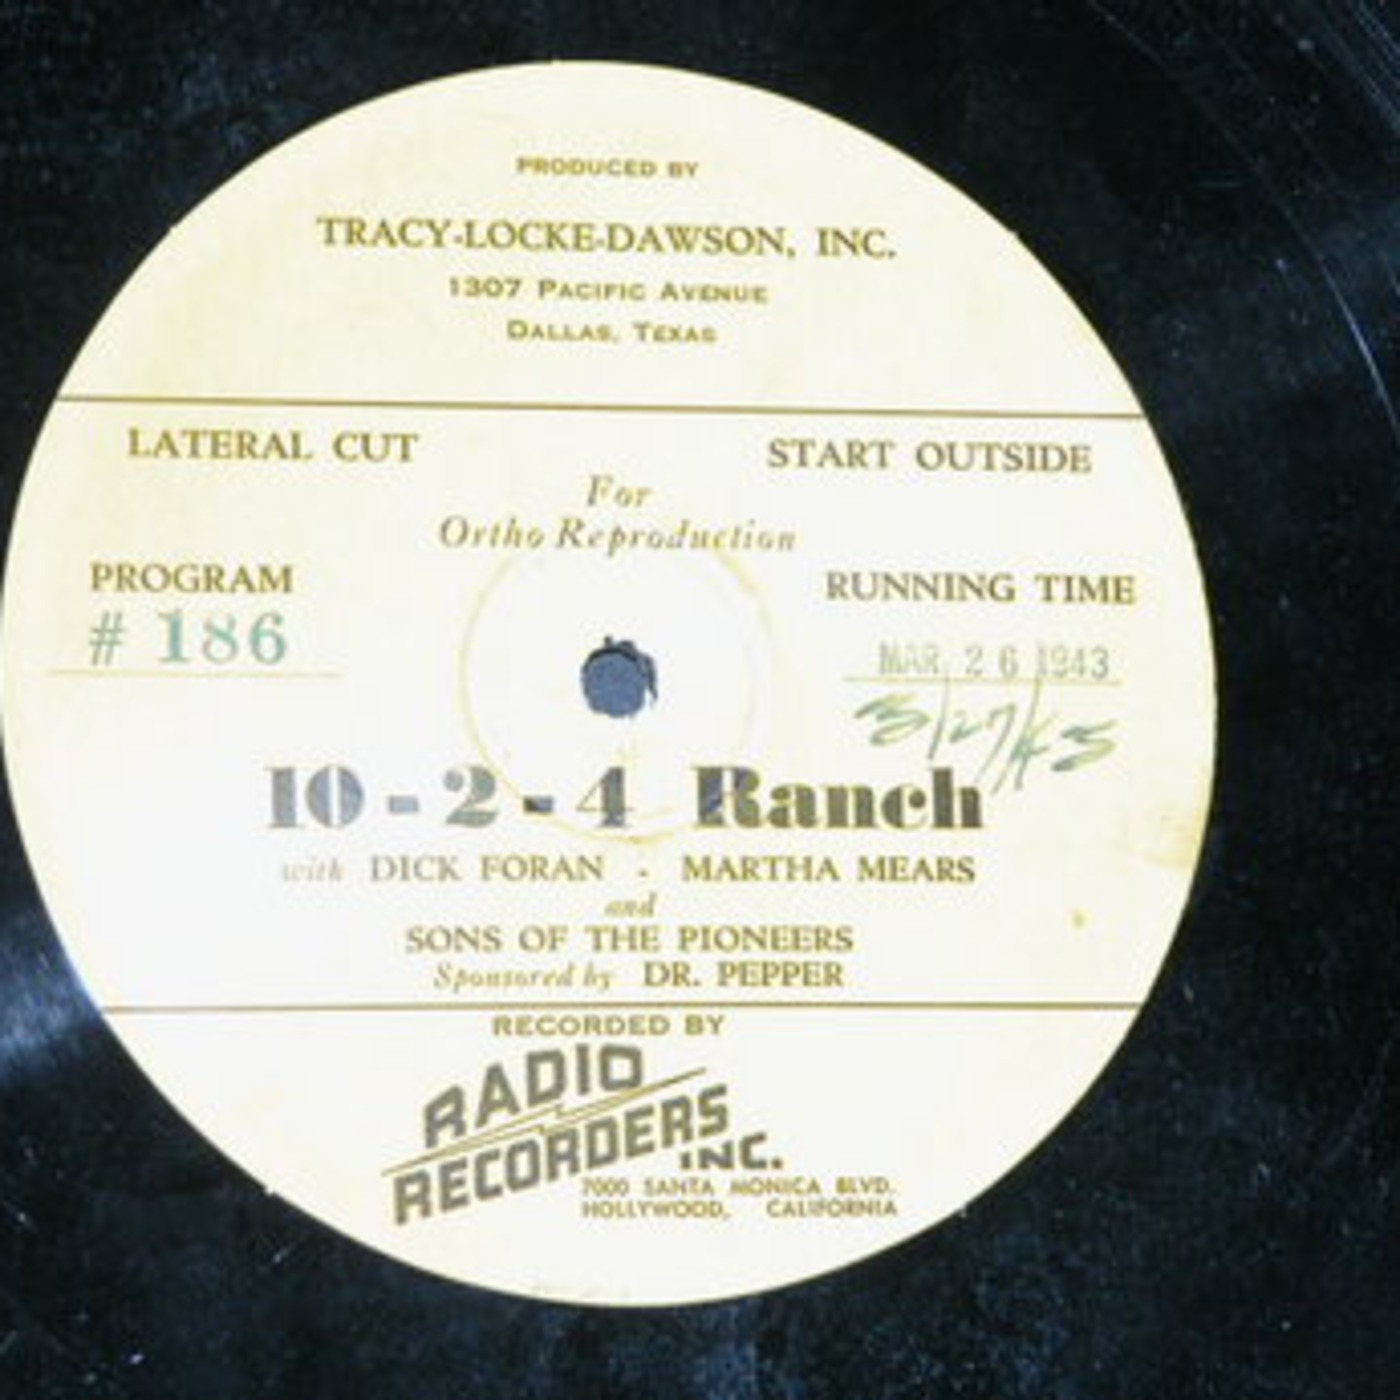 PRODUCED BY
TRACY-LOCKE-DAWSON, INC.
1307 PACIFIC AVENUE
DALLAS, TEXAS
LATERAL CUT
START OUTSIDE
For
Ortho Reproduction
PROGRAM
RUNNING TIME
# 186
MAR 26 1943
3/27/43
10-2-4 Ranch
with DICK FORAN - MARTHA MEARS
and
SONS OF THE PIONEERS
Sponsored by DR. PEPPER
RECORDED BY
RADIO
RECORDERS
INC.
7000 SANTA MONICA BLVD.
HOLLYWOOD, CALIFORNIA